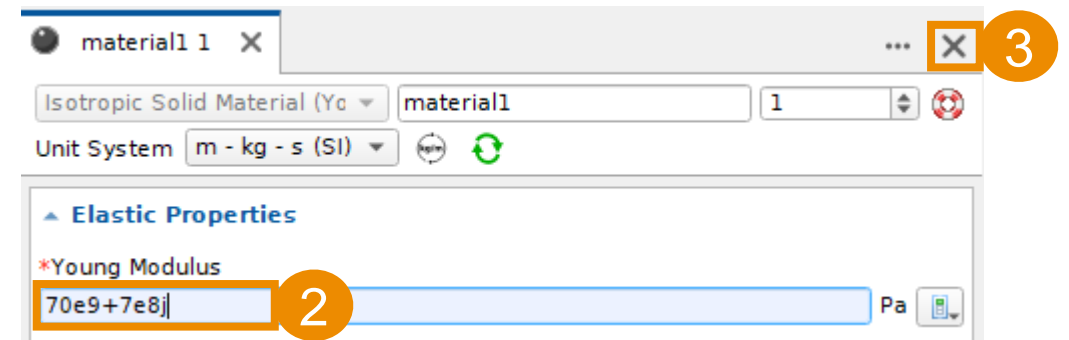 material1 1
3
Isotropic Solid Material (Yo material1 1
Unit System m - kg - s (SI) kg/m
Elastic Properties
*Young Modulus
70e9+7e8j 2 Pa